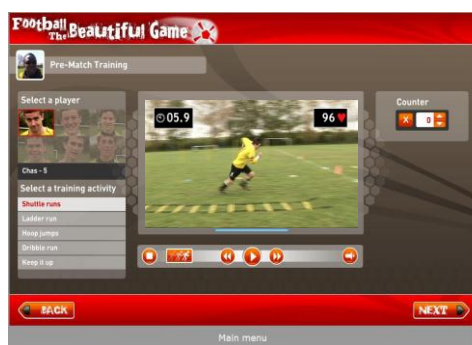 Football
The Beautiful Game
Pre-Match Training
Select a player
Chas - 5
Select a training activity
Shuttle runs
Ladder run
Hoop jumps
Dribble run
Keep it up
05.9
96
Counter
X 0
BACK
NEXT
Main menu